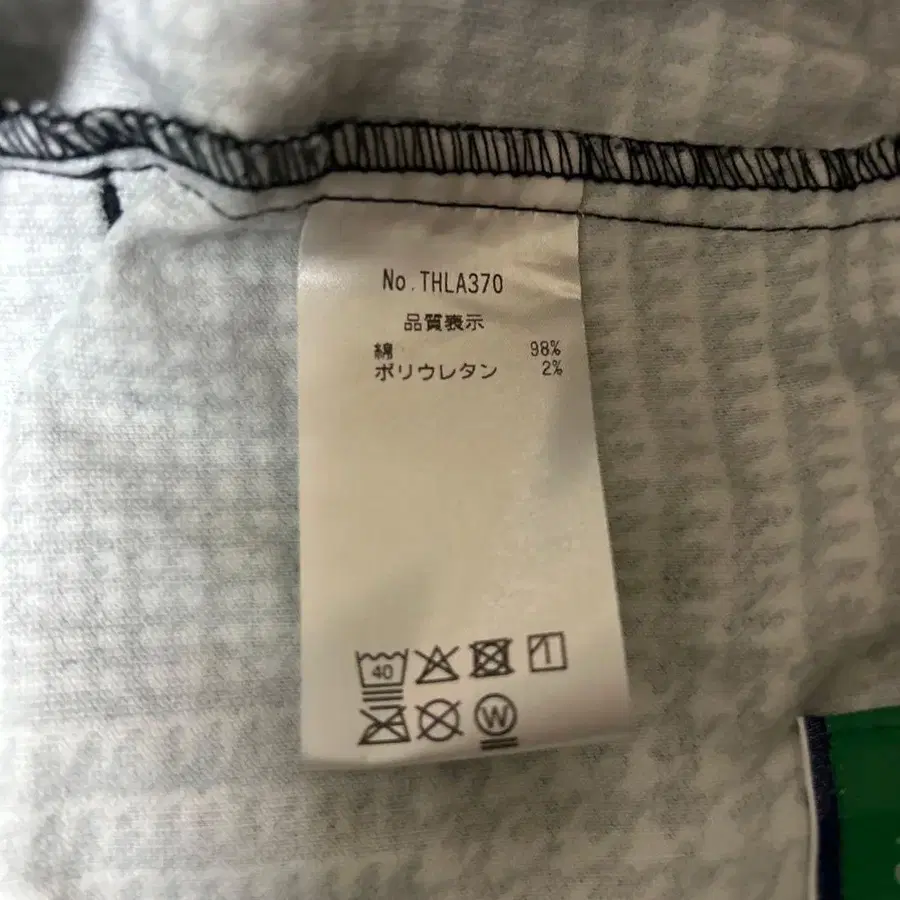 No. THLA370
品質表示
綿 98%
ポリウレタン 2%
40
W